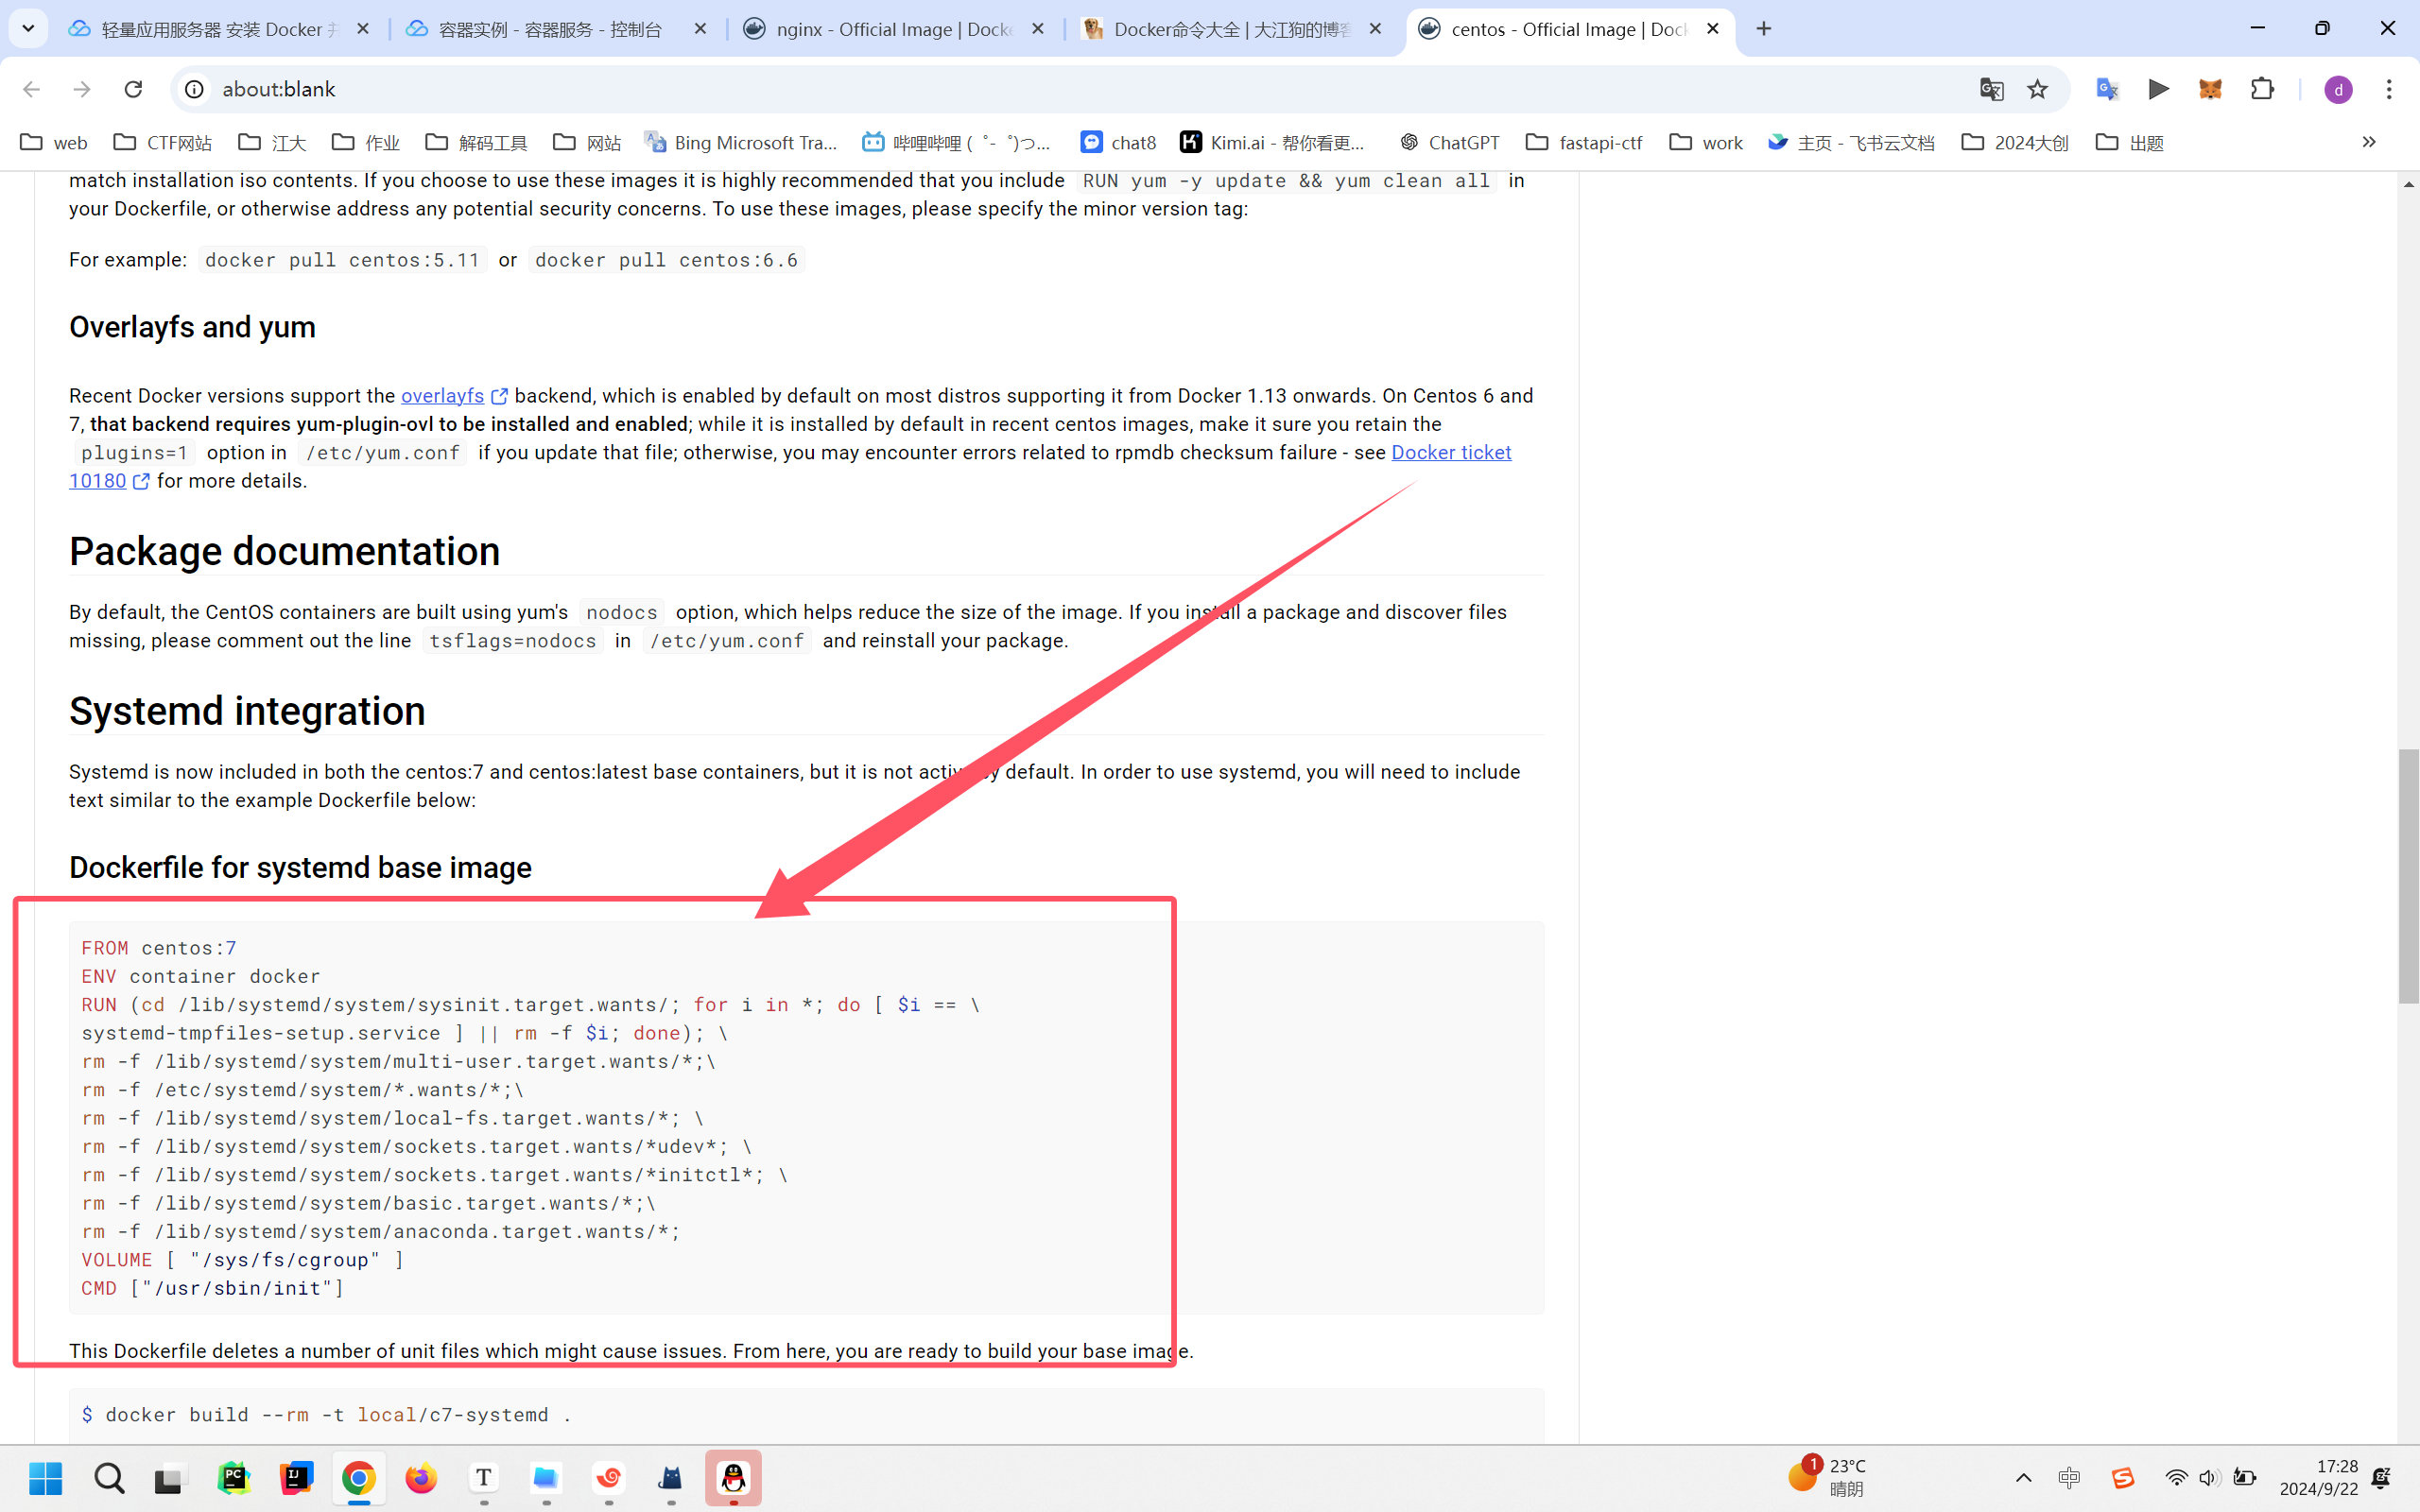 轻量应用服务器 安装 Docker 并
容器实例 - 容器服务 - 控制台
nginx - Official Image | Docke
Docker命令大全 | 大江狗的博客
centos - Official Image | Dock
about:blank
d
web
CTF网站
江大
作业
解码工具
网站
Bing Microsoft Tra...
哔哩哔哩 ( ゜- ゜)つ...
chat8
Kimi.ai - 帮你看更...
ChatGPT
fastapi-ctf
work
主页 - 飞书云文档
2024大创
出题
match installation iso contents. If you choose to use these images it is highly recommended that you include RUN yum -y update && yum clean all in
your Dockerfile, or otherwise address any potential security concerns. To use these images, please specify the minor version tag:
For example: docker pull centos:5.11 or docker pull centos:6.6
Overlayfs and yum
Recent Docker versions support the overlayfs backend, which is enabled by default on most distros supporting it from Docker 1.13 onwards. On Centos 6 and
7, that backend requires yum-plugin-ovl to be installed and enabled; while it is installed by default in recent centos images, make it sure you retain the
plugins=1 option in /etc/yum.conf if you update that file; otherwise, you may encounter errors related to rpmdb checksum failure - see Docker ticket
10180 for more details.
Package documentation
By default, the CentOS containers are built using yum's nodocs option, which helps reduce the size of the image. If you install a package and discover files
missing, please comment out the line tsflags=nodocs in /etc/yum.conf and reinstall your package.
Systemd integration
Systemd is now included in both the centos:7 and centos:latest base containers, but it is not active by default. In order to use systemd, you will need to include
text similar to the example Dockerfile below:
Dockerfile for systemd base image
FROM centos:7
ENV container docker
RUN (cd /lib/systemd/system/sysinit.target.wants/; for i in *; do [ $i == \
systemd-tmpfiles-setup.service ] || rm -f $i; done); \
rm -f /lib/systemd/system/multi-user.target.wants/*;\
rm -f /etc/systemd/system/*.wants/*;\
rm -f /lib/systemd/system/local-fs.target.wants/*; \
rm -f /lib/systemd/system/sockets.target.wants/*udev*; \
rm -f /lib/systemd/system/sockets.target.wants/*initctl*; \
rm -f /lib/systemd/system/basic.target.wants/*;\
rm -f /lib/systemd/system/anaconda.target.wants/*;
VOLUME [ "/sys/fs/cgroup" ]
CMD ["/usr/sbin/init"]
This Dockerfile deletes a number of unit files which might cause issues. From here, you are ready to build your base image.
$ docker build --rm -t local/c7-systemd .
1
23°C
晴朗
中
17:28
2024/9/22